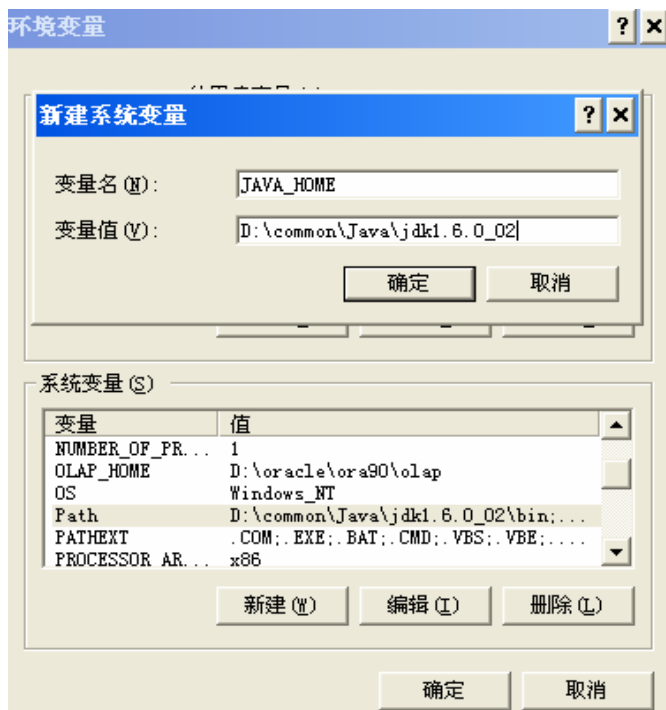 环境变量
新建系统变量
变量名(N):
JAVA_HOME
变量值(V):
D:\common\Java\jdk1.6.0_02
确定
取消
系统变量(S)
变量 值
NUMBER_OF_PR... 1
OLAP_HOME D:\oracle\ora90\olap
OS Windows_NT
Path D:\common\Java\jdk1.6.0_02\bin;...
PATHEXT .COM;.EXE;.BAT;.CMD;.VBS;.VBE;....
PROCESSOR_AR... x86
新建(W) 编辑(I) 删除(L)
确定 取消